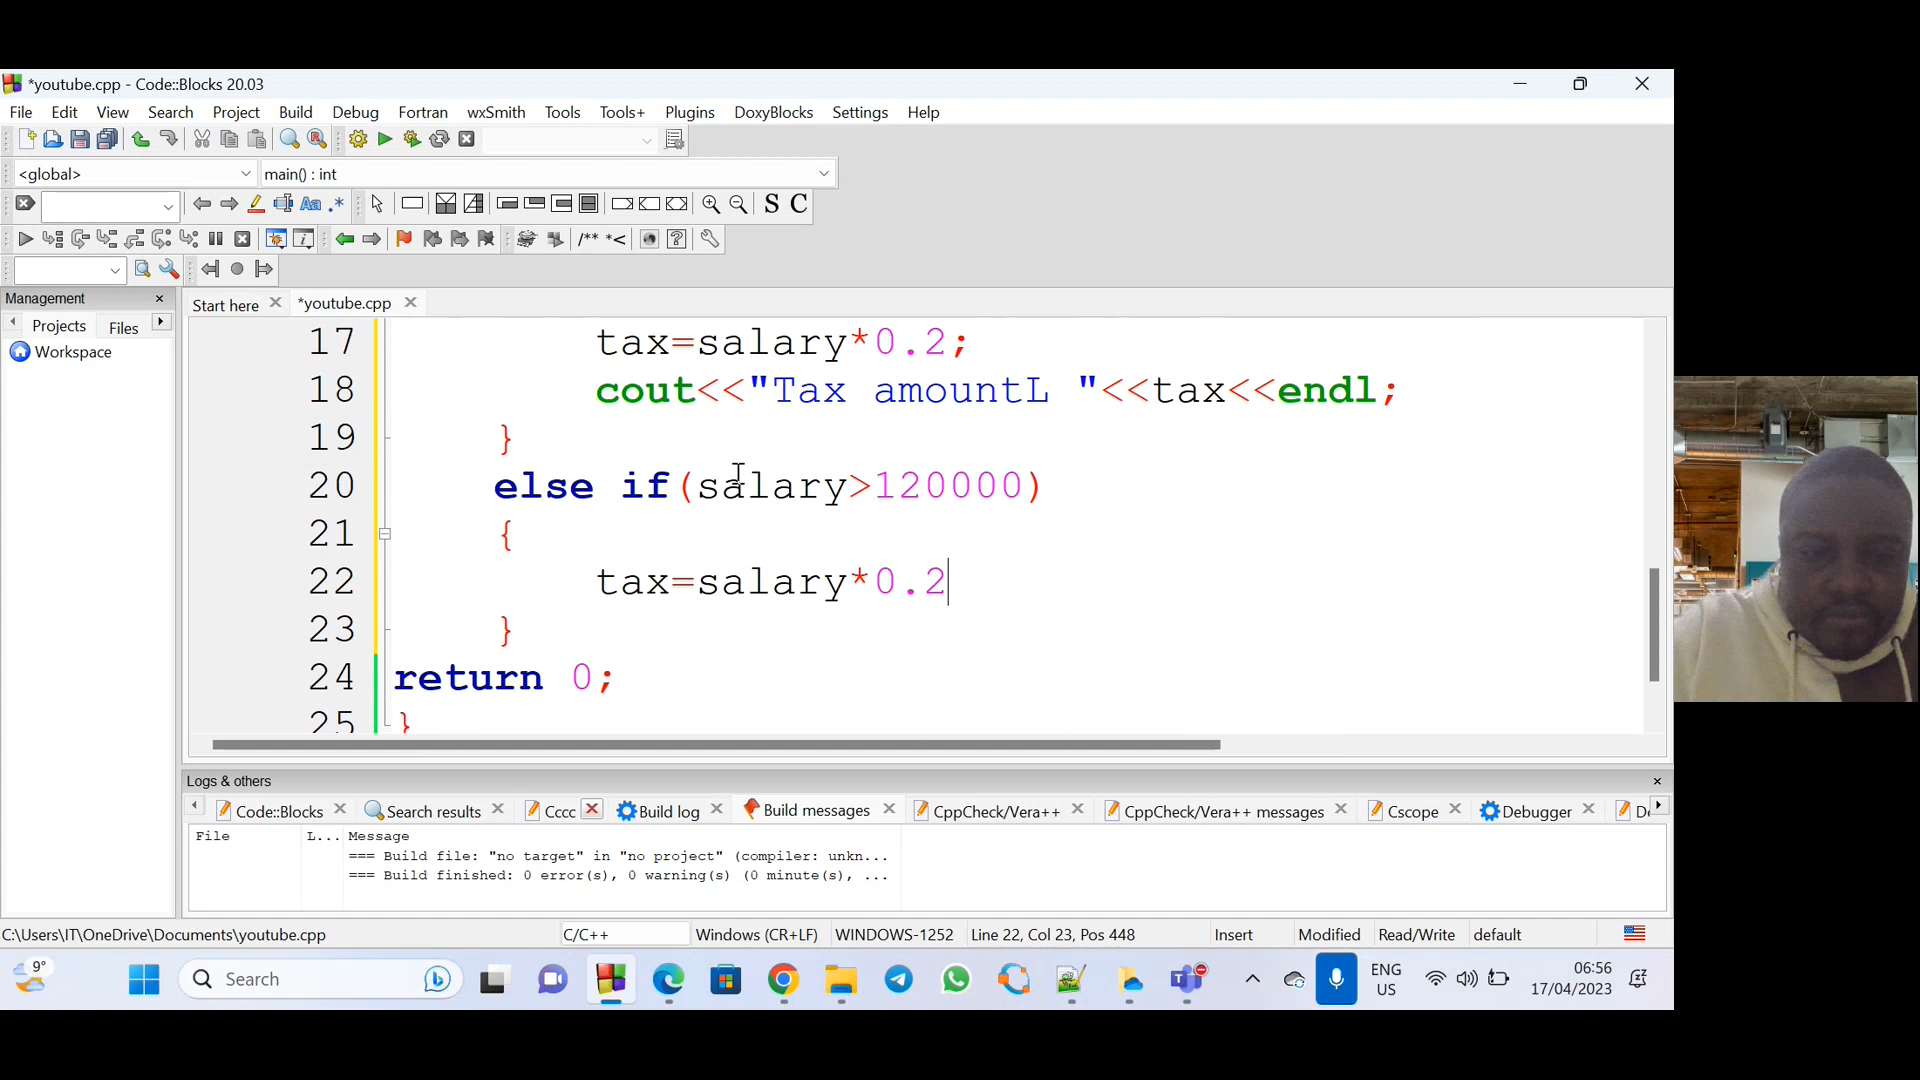 *youtube.cpp - Code::Blocks 20.03
File Edit View Search Project Build Debug Fortran wxSmith Tools Tools+ Plugins DoxyBlocks Settings Help
<global> main() : int
Aa .* S C
/** *<
Management
Start here *youtube.cpp
Projects Files
Workspace
17 tax=salary*0.2;
18 cout<<"Tax amountL "<<tax<<endl;
19 }
20 else if(salary>120000)
21 {
22 tax=salary*0.2
23 }
24 return 0;
25 }
Logs & others
Code::Blocks Search results Cccc Build log Build messages CppCheck/Vera++ CppCheck/Vera++ messages Cscope Debugger
File L... Message
=== Build file: "no target" in "no project" (compiler: unkn...
=== Build finished: 0 error(s), 0 warning(s) (0 minute(s), ...
C:\Users\IT\OneDrive\Documents\youtube.cpp C/C++ Windows (CR+LF) WINDOWS-1252 Line 22, Col 23, Pos 448 Insert Modified Read/Write default
9° Search ENG US 06:56 17/04/2023